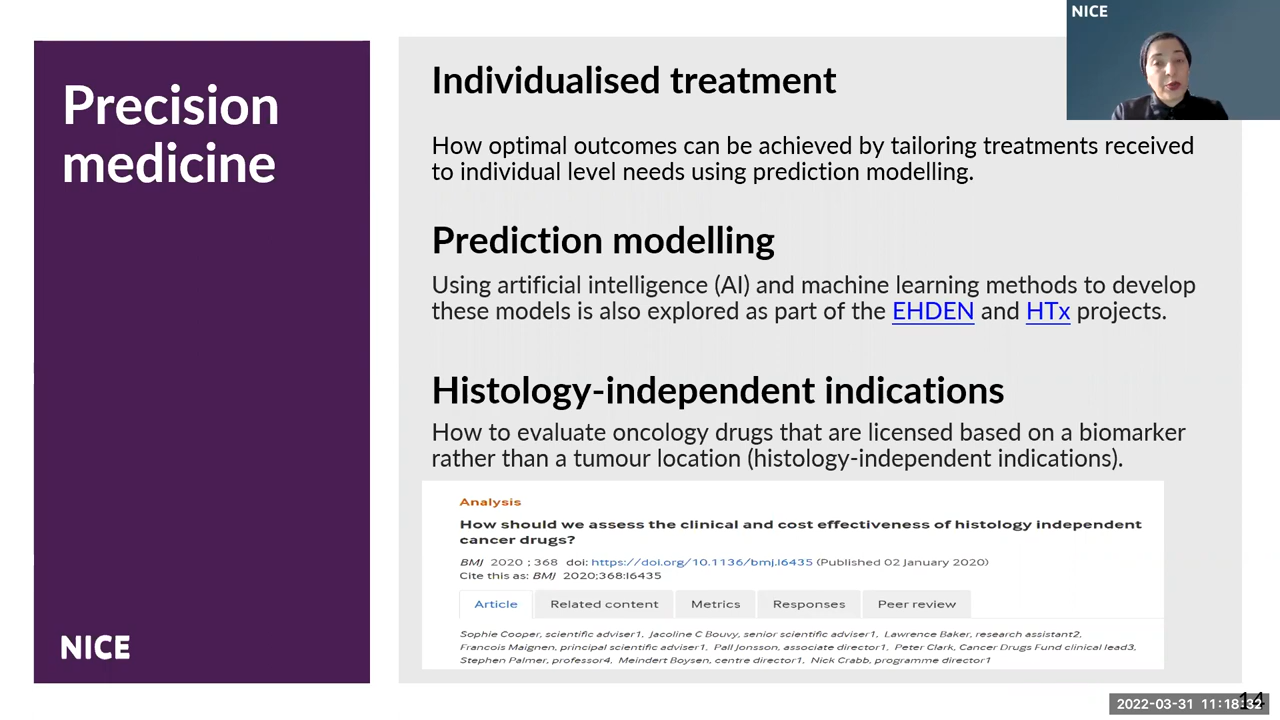 NICE
Precision
medicine
Individualised treatment
How optimal outcomes can be achieved by tailoring treatments received
to individual level needs using prediction modelling.
Prediction modelling
Using artificial intelligence (AI) and machine learning methods to develop
these models is also explored as part of the EHDEN and HTx projects.
Histology-independent indications
How to evaluate oncology drugs that are licensed based on a biomarker
rather than a tumour location (histology-independent indications).
Analysis
How should we assess the clinical and cost effectiveness of histology independent
cancer drugs?
BMJ 2020 ; 368 doi: https://doi.org/10.1136/bmj.l6435 (Published 02 January 2020)
Cite this as: BMJ 2020;368:l6435
Article Related content Metrics Responses Peer review
Sophie Cooper, scientific adviser1, Jacoline C Bouvy, senior scientific adviser1, Lawrence Baker, research assistant2,
Francois Maignen, principal scientific adviser1, Pall Jonsson, associate director1, Peter Clark, Cancer Drugs Fund clinical lead3,
Stephen Palmer, professor4, Meindert Boysen, centre director1, Nick Crabb, programme director1
NICE
14
2022-03-31 11:18:32